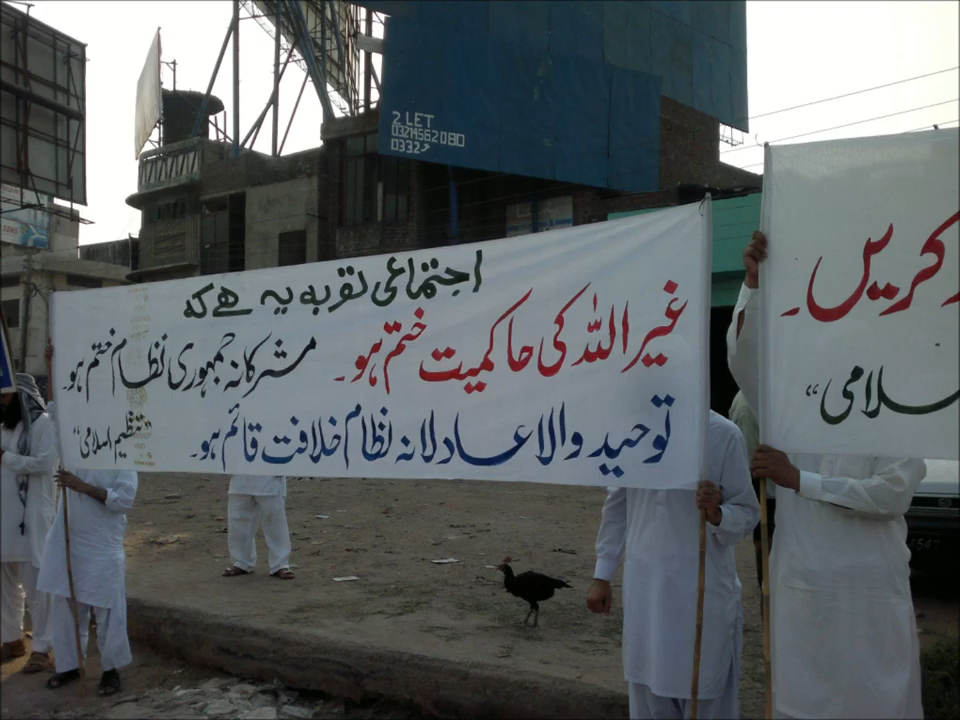 2 LET
03214562080
0332
اجتماعی توبہ یہ ھے کہ
غیر اللہ کی حاکمیت ختم ہو۔ مشرکانہ جمہوری نظام ختم ہو۔
توحید والا عادلانہ نظام خلافت قائم ہو۔ “تنظیم اسلامی”
کریں۔
سلامی”